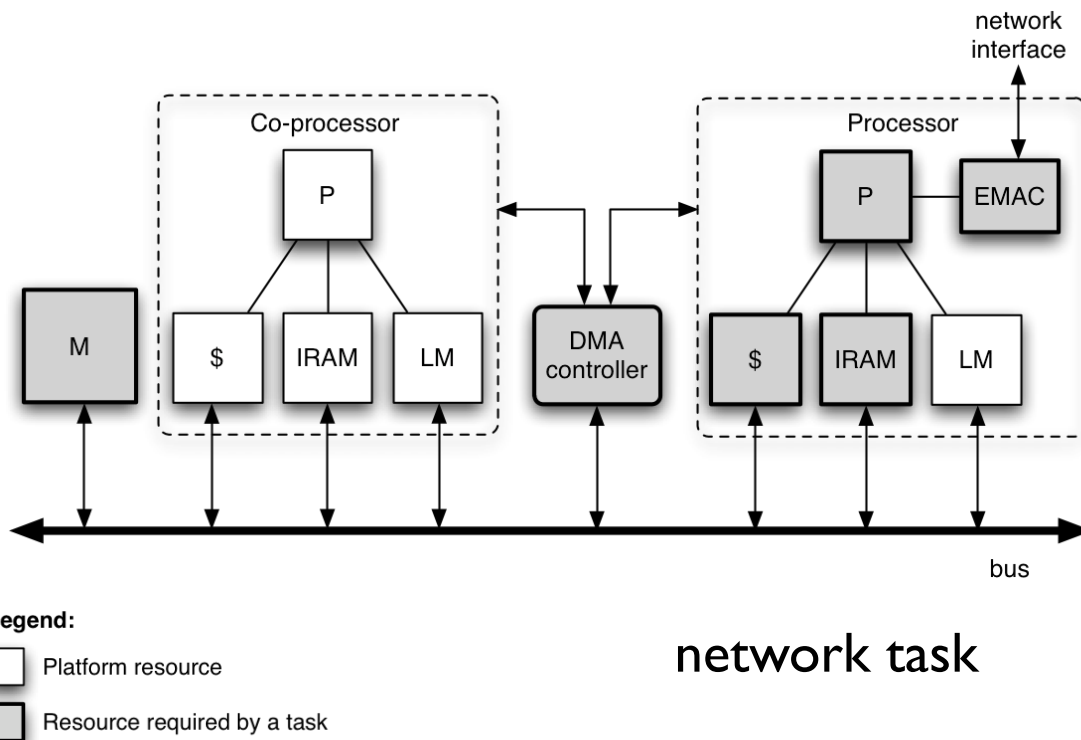 network
interface
Co-processor
Processor
P
P
EMAC
M
$
IRAM
LM
DMA
controller
$
IRAM
LM
bus
egend:
Platform resource
network task
Resource required by a task